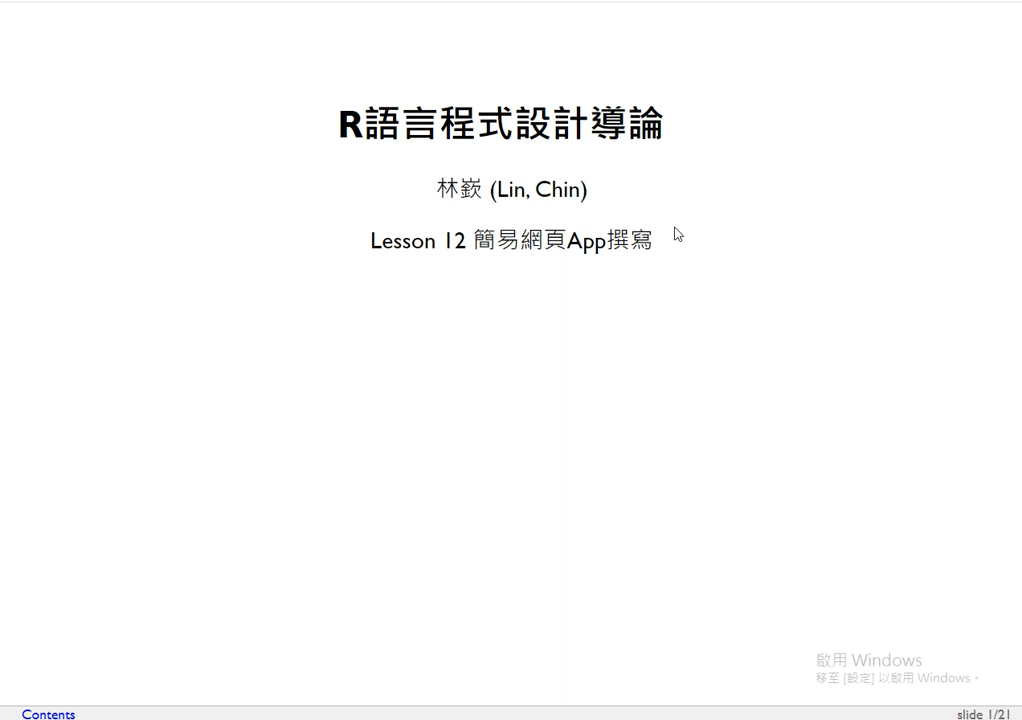 R語言程式設計導論
林嶔 (Lin, Chin)
Lesson 12 簡易網頁App撰寫
啟用 Windows
移至 [設定] 以啟用 Windows。
Contents
slide 1/21